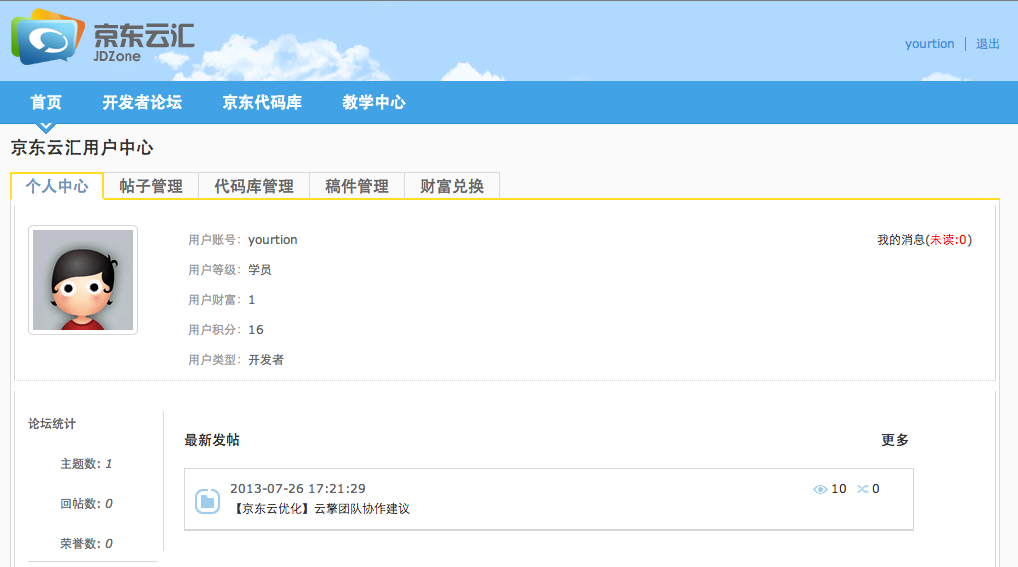 京东云汇
JDZone
yourtion | 退出
首页 开发者论坛 京东代码库 教学中心
京东云汇用户中心
个人中心 帖子管理 代码库管理 稿件管理 财富兑换
用户账号: yourtion 我的消息(未读:0)
用户等级: 学员
用户财富: 1
用户积分: 16
用户类型: 开发者
论坛统计
主题数: 1
回帖数: 0
荣誉数: 0
最新发帖 更多
2013-07-26 17:21:29 10 0
【京东云优化】云擎团队协作建议